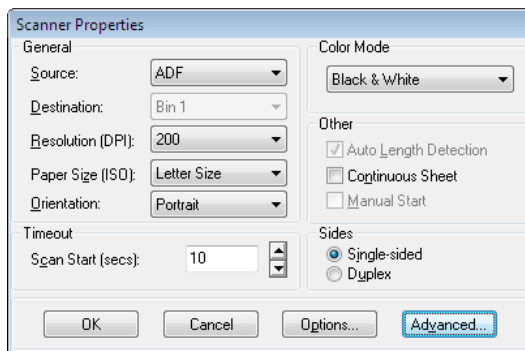 Scanner Properties
General
Source: ADF
Destination: Bin 1
Resolution (DPI): 200
Paper Size (ISO): Letter Size
Orientation: Portrait
Timeout
Scan Start (secs): 10
Color Mode
Black & White
Other
Auto Length Detection
Continuous Sheet
Manual Start
Sides
Single-sided
Duplex
OK Cancel Options... Advanced...